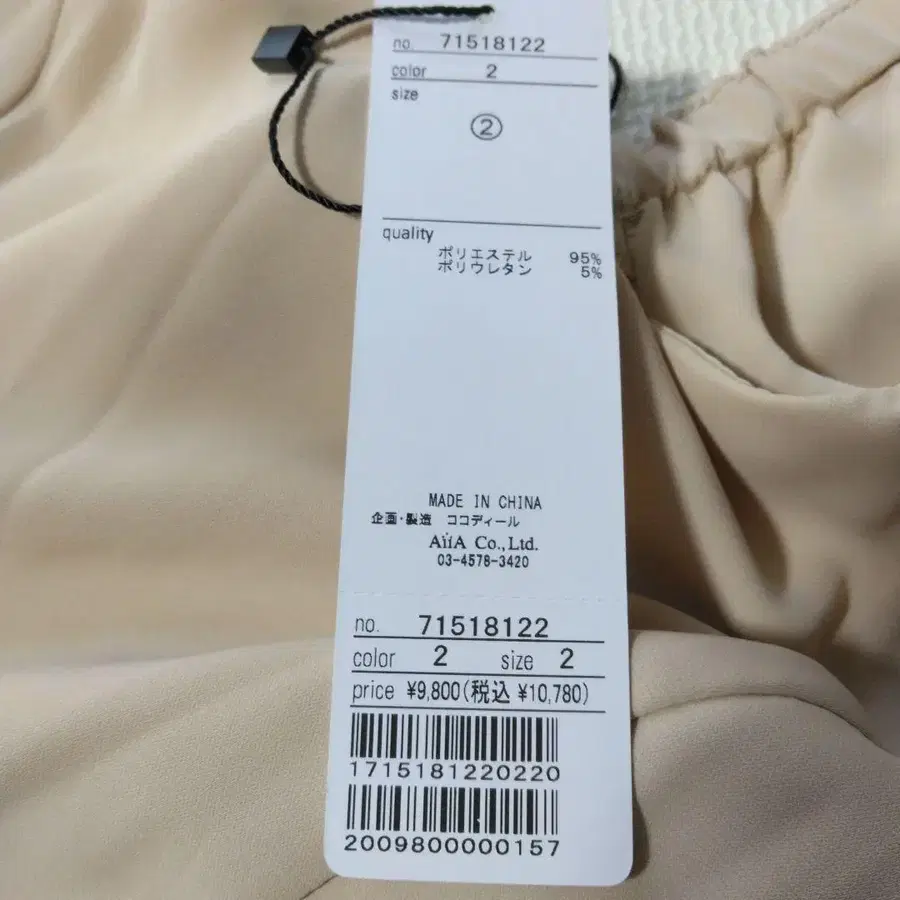 no. 71518122
color 2
size
②
quality
ポリエステル 95%
ポリウレタン 5%
MADE IN CHINA
企画・製造 ココディール
AïïA Co., Ltd.
03-4578-3420
no. 71518122
color 2 size 2
price ¥9,800(税込 ¥10,780)
1715181220220
2009800000157